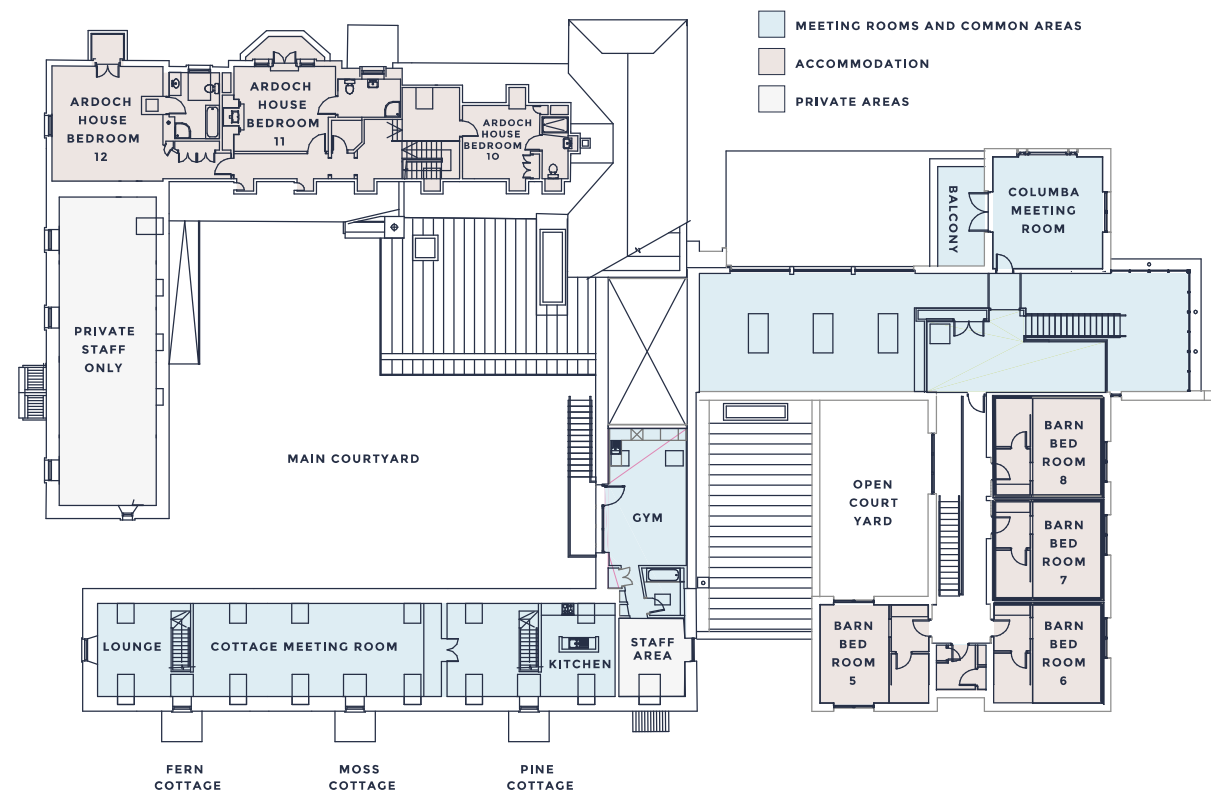 MEETING ROOMS AND COMMON AREAS
ACCOMMODATION
PRIVATE AREAS
ARDOCH
HOUSE
BEDROOM
12
ARDOCH
HOUSE
BEDROOM
11
ARDOCH
HOUSE
BEDROOM
10
BALCONY
COLUMBA
MEETING
ROOM
PRIVATE
STAFF
ONLY
MAIN COURTYARD
GYM
OPEN
COURT
YARD
BARN
BED
ROOM
8
BARN
BED
ROOM
7
BARN
BED
ROOM
6
BARN
BED
ROOM
5
LOUNGE
COTTAGE MEETING ROOM
KITCHEN
STAFF
AREA
FERN
COTTAGE
MOSS
COTTAGE
PINE
COTTAGE